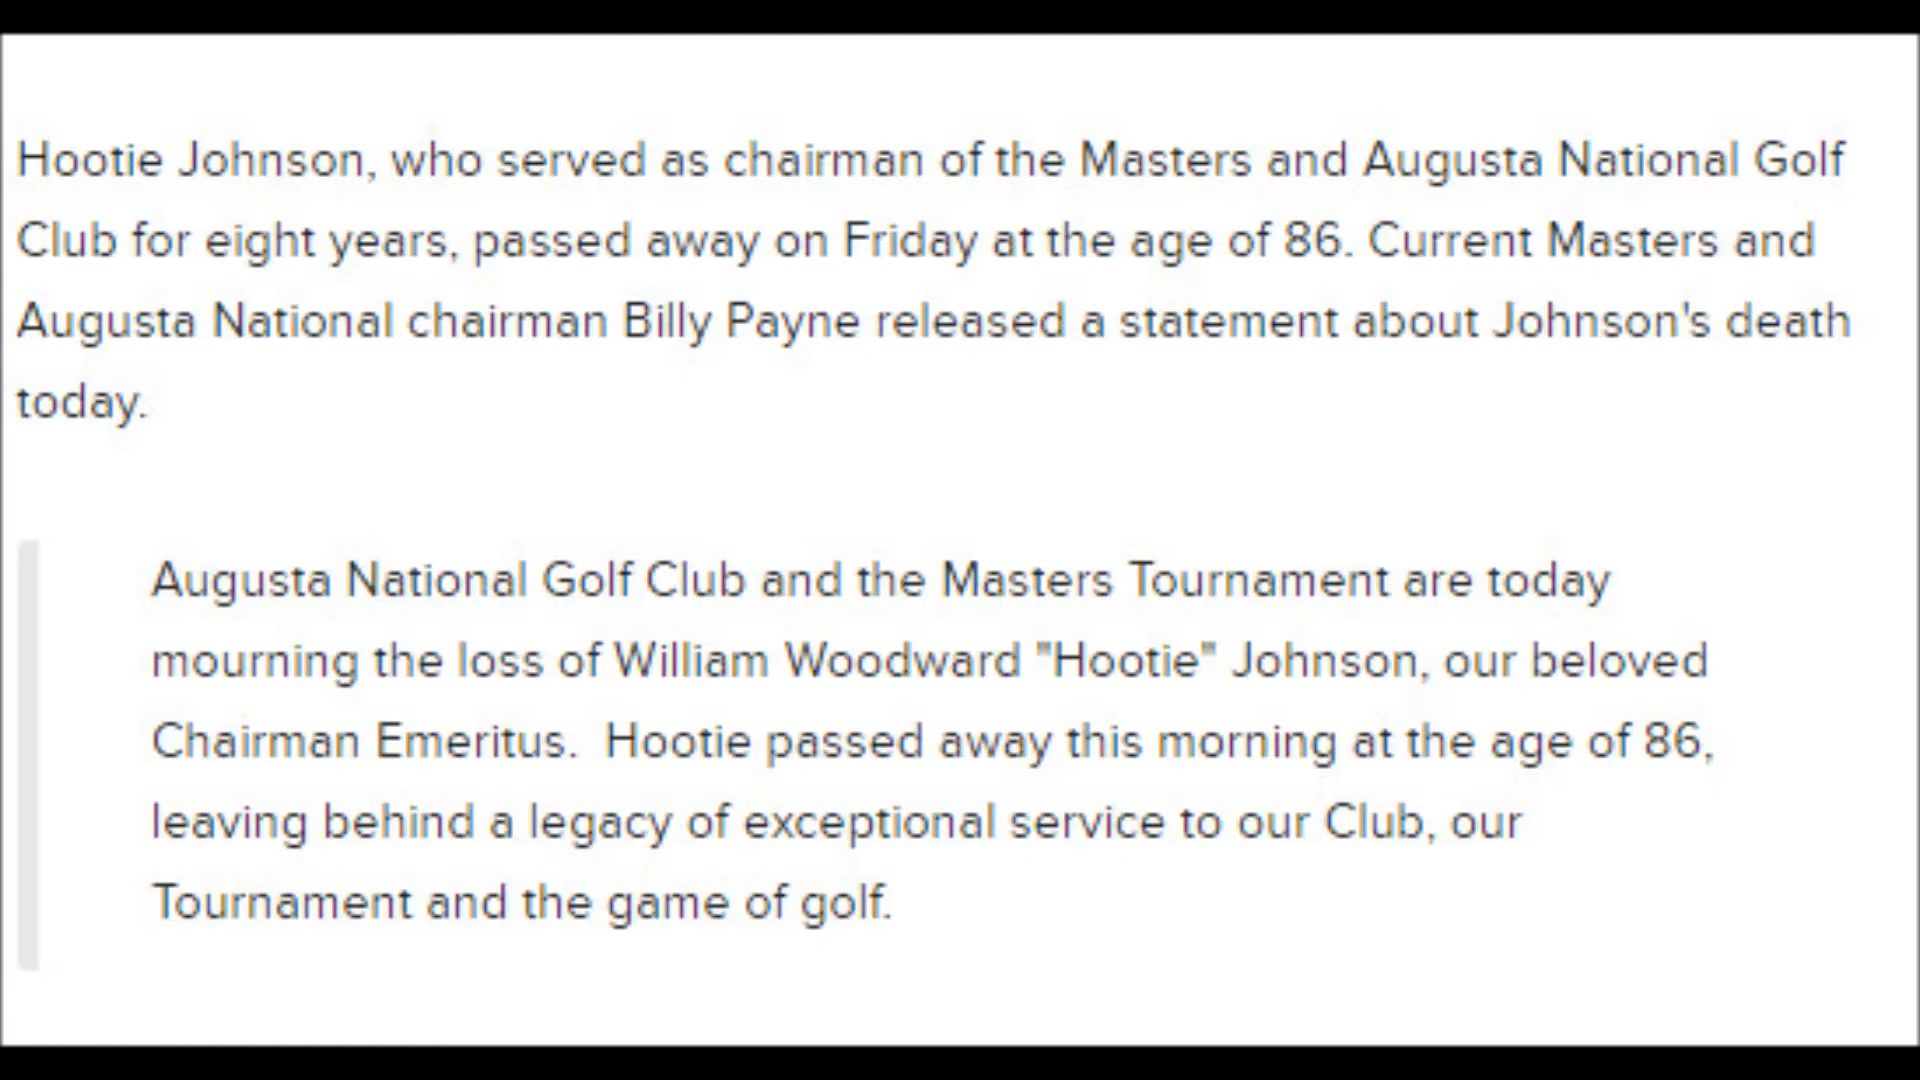 Hootie Johnson, who served as chairman of the Masters and Augusta National Golf
Club for eight years, passed away on Friday at the age of 86. Current Masters and
Augusta National chairman Billy Payne released a statement about Johnson's death
today.
Augusta National Golf Club and the Masters Tournament are today
mourning the loss of William Woodward "Hootie" Johnson, our beloved
Chairman Emeritus.  Hootie passed away this morning at the age of 86,
leaving behind a legacy of exceptional service to our Club, our
Tournament and the game of golf.